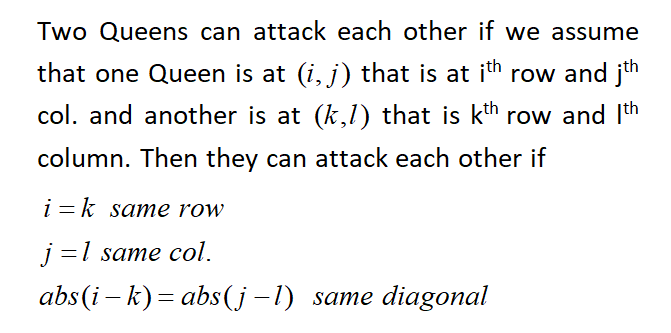 Two Queens can attack each other if we assume
that one Queen is at (i, j) that is at iᵗʰ row and jᵗʰ
col. and another is at (k,l) that is kᵗʰ row and lᵗʰ
column. Then they can attack each other if
i = k same row
j = l same col.
abs(i – k) = abs(j – l) same diagonal